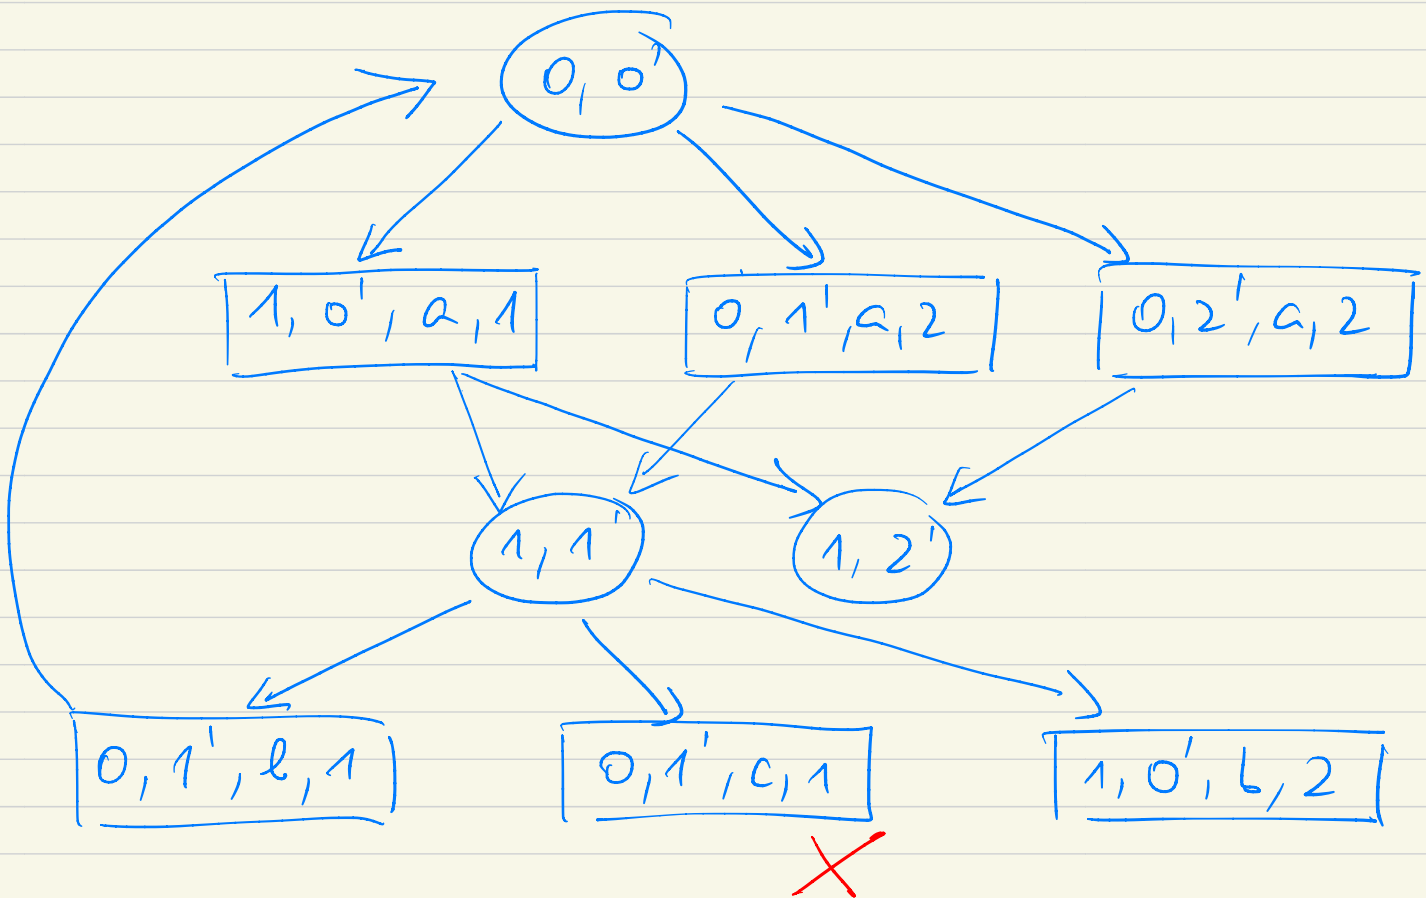 0, 0'
1, 0', a, 1
0, 1', a, 2
0, 2', a, 2
1, 1'
1, 2'
0, 1', b, 1
0, 1', c, 1
1, 0', b, 2